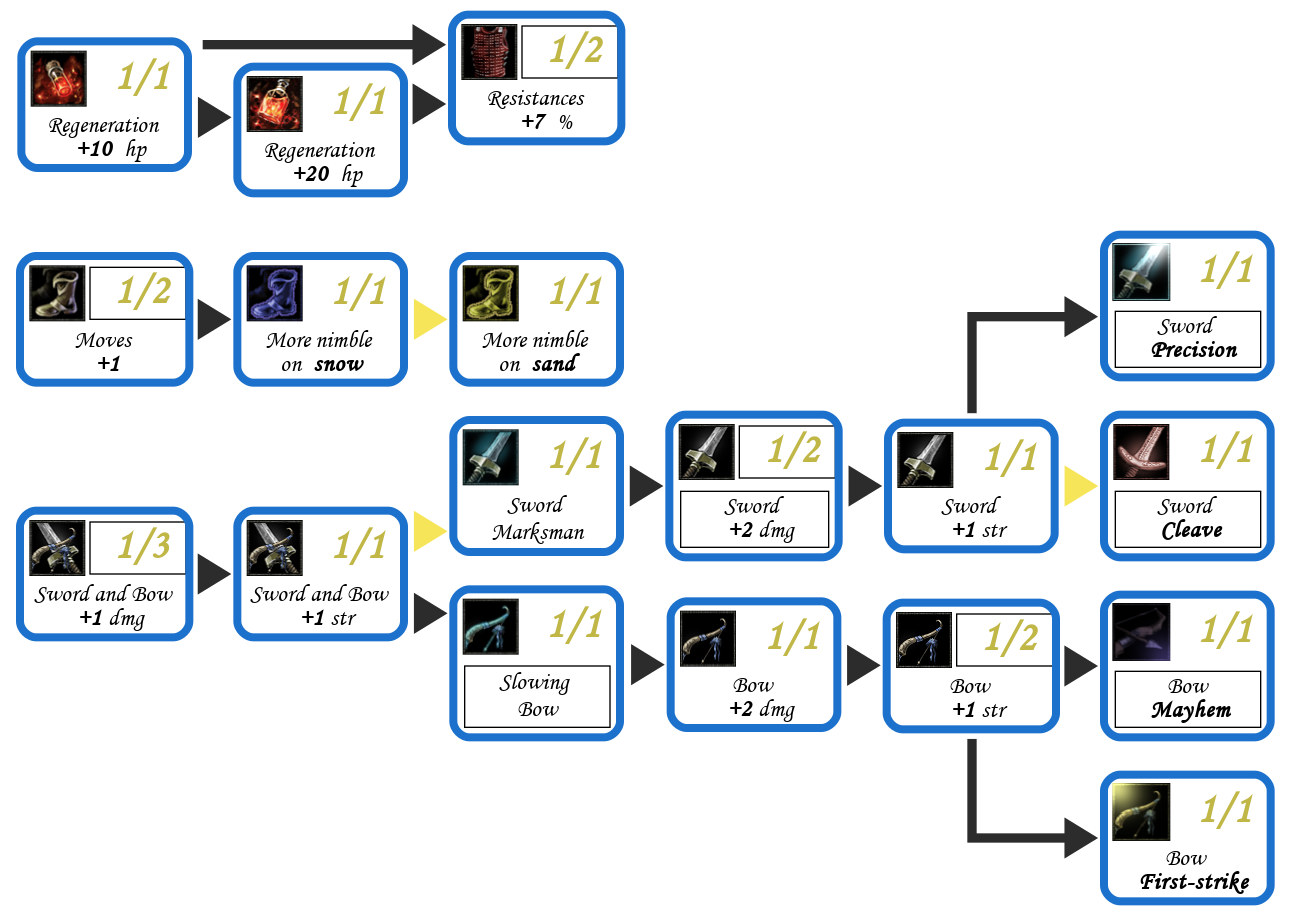 1/1
Regeneration
+10 hp
1/1
Regeneration
+20 hp
1/2
Resistances
+7 %
1/2
Moves
+1
1/1
More nimble
on snow
1/1
More nimble
on sand
1/3
Sword and Bow
+1 dmg
1/1
Sword and Bow
+1 str
1/1
Sword
Marksman
1/2
Sword
+2 dmg
1/1
Sword
+1 str
1/1
Sword
Precision
1/1
Sword
Cleave
1/1
Slowing
Bow
1/1
Bow
+2 dmg
1/2
Bow
+1 str
1/1
Bow
Mayhem
1/1
Bow
First-strike